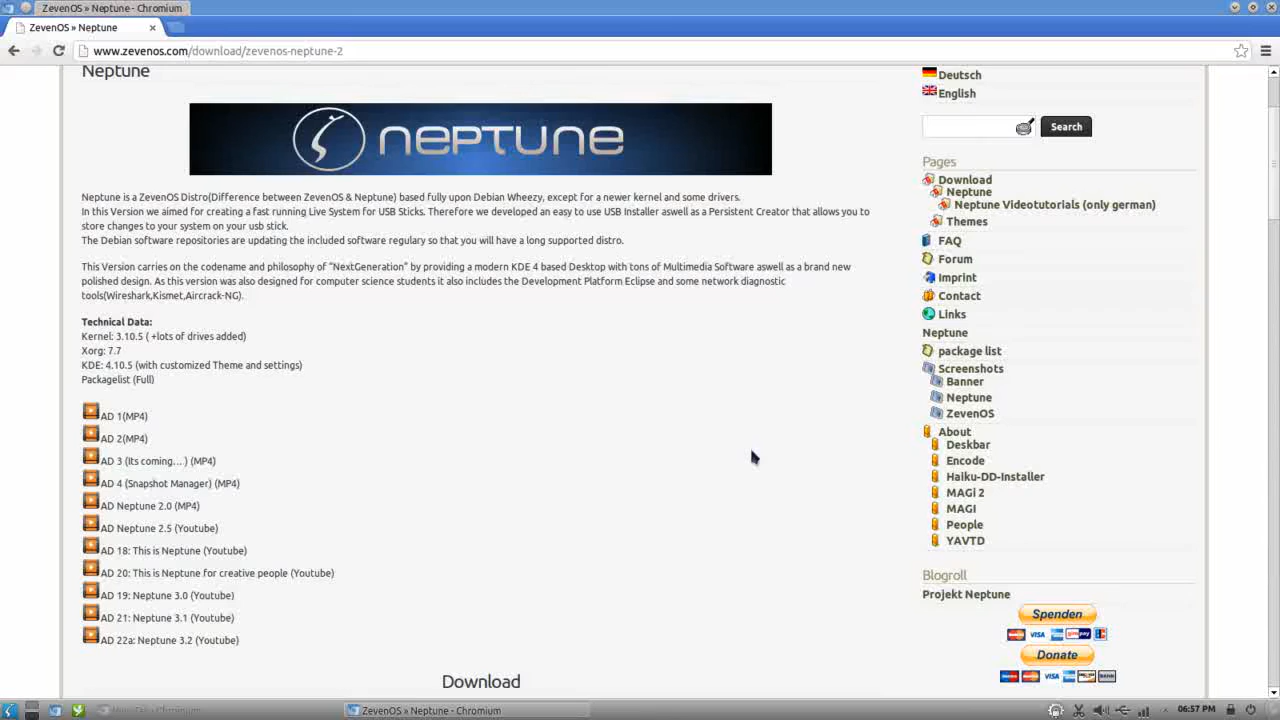 ZevenOS » Neptune - Chromium
ZevenOS » Neptune
www.zevenos.com/download/zevenos-neptune-2
Neptune
NEPTUNE
Neptune is a ZevenOS Distro(Difference between ZevenOS & Neptune) based fully upon Debian Wheezy, except for a newer kernel and some drivers.
In this Version we aimed for creating a fast running Live System for USB Sticks. Therefore we developed an easy to use USB Installer aswell as a Persistent Creator that allows you to
store changes to your system on your usb stick.
The Debian software repositories are updating the included software regulary so that you will have a long supported distro.
This Version carries on the codename and philosophy of “NextGeneration” by providing a modern KDE 4 based Desktop with tons of Multimedia Software aswell as a brand new
polished design. As this version was also designed for computer science students it also includes the Development Platform Eclipse and some network diagnostic
tools(Wireshark,Kismet,Aircrack-NG).
Technical Data:
Kernel: 3.10.5 ( +lots of drives added)
Xorg: 7.7
KDE: 4.10.5 (with customized Theme and settings)
Packagelist (Full)
AD 1(MP4)
AD 2(MP4)
AD 3 (Its coming…) (MP4)
AD 4 (Snapshot Manager) (MP4)
AD Neptune 2.0 (MP4)
AD Neptune 2.5 (Youtube)
AD 18: This is Neptune (Youtube)
AD 20: This is Neptune for creative people (Youtube)
AD 19: Neptune 3.0 (Youtube)
AD 21: Neptune 3.1 (Youtube)
AD 22a: Neptune 3.2 (Youtube)
Download
Deutsch
English
Search
Pages
Download
Neptune
Neptune Videotutorials (only german)
Themes
FAQ
Forum
Imprint
Contact
Links
Neptune
package list
Screenshots
Banner
Neptune
ZevenOS
About
Deskbar
Encode
Haiku-DD-Installer
MAGi 2
MAGI
People
YAVTD
Blogroll
Projekt Neptune
Spenden
VISA
Donate
VISA
ZevenOS » Neptune - Chromium
06:57 PM